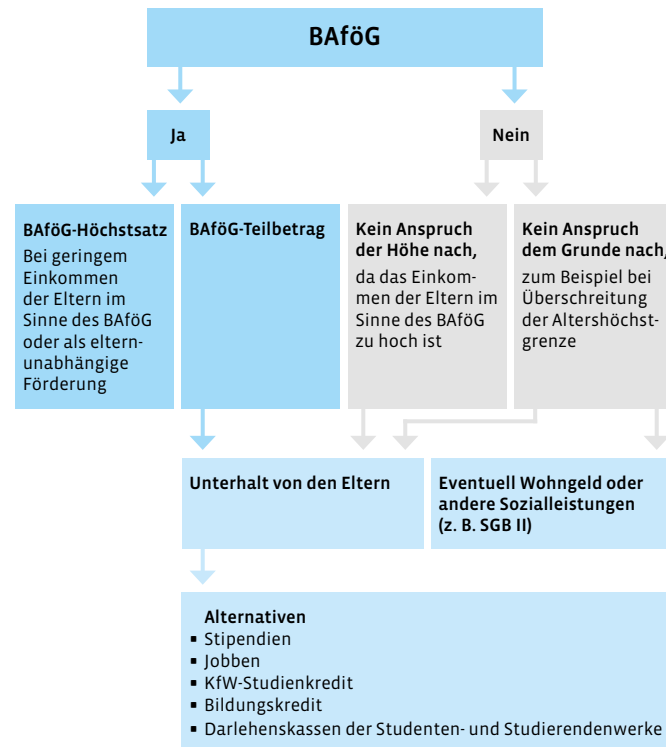 BAföG
Ja
Nein
BAföG-Höchstsatz
Bei geringem
Einkommen
der Eltern im
Sinne des BAföG
oder als eltern-
unabhängige
Förderung
BAföG-Teilbetrag
Kein Anspruch
der Höhe nach,
da das Einkom-
men der Eltern im
Sinne des BAföG
zu hoch ist
Kein Anspruch
dem Grunde nach,
zum Beispiel bei
Überschreitung
der Altershöchst-
grenze
Unterhalt von den Eltern
Eventuell Wohngeld oder
andere Sozialleistungen
(z. B. SGB II)
Alternativen
▪ Stipendien
▪ Jobben
▪ KfW-Studienkredit
▪ Bildungskredit
▪ Darlehenskassen der Studenten- und Studierendenwerke